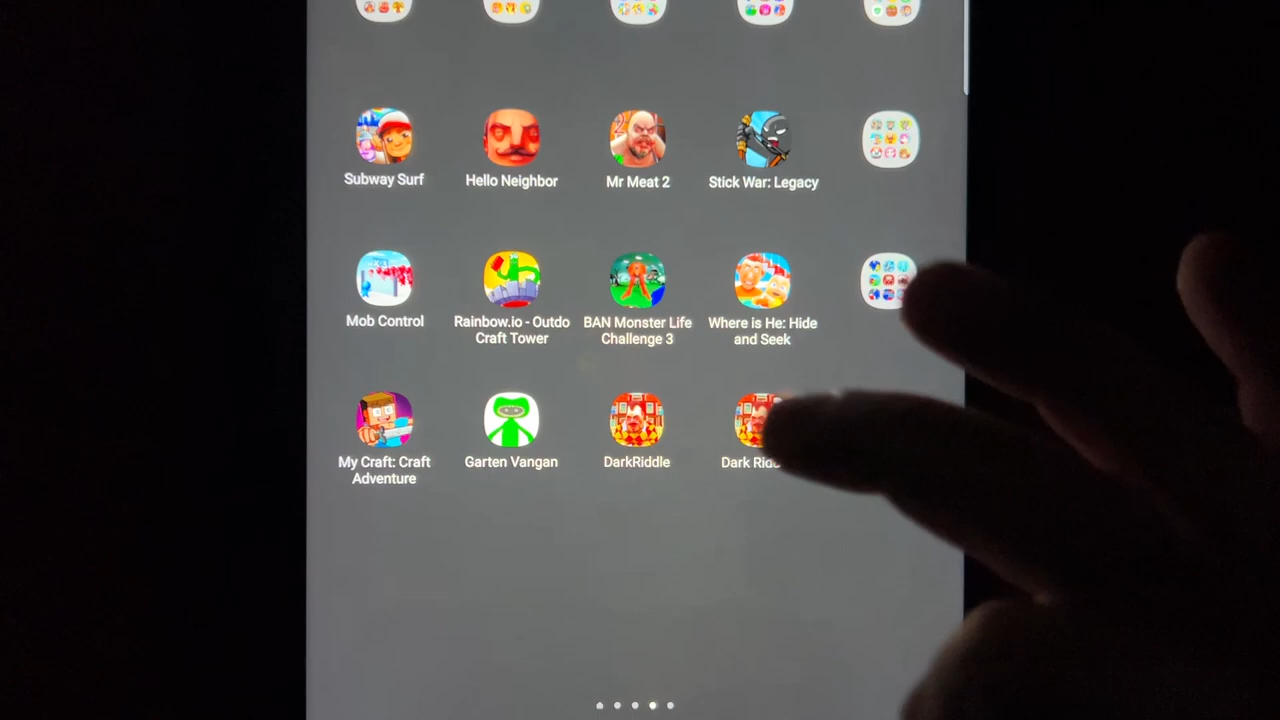 Subway Surf
Hello Neighbor
Mr Meat 2
Stick War: Legacy
Mob Control
Rainbow.io - Outdo
Craft Tower
BAN Monster Life
Challenge 3
Where is He: Hide
and Seek
My Craft: Craft
Adventure
Garten Vangan
DarkRiddle
Dark